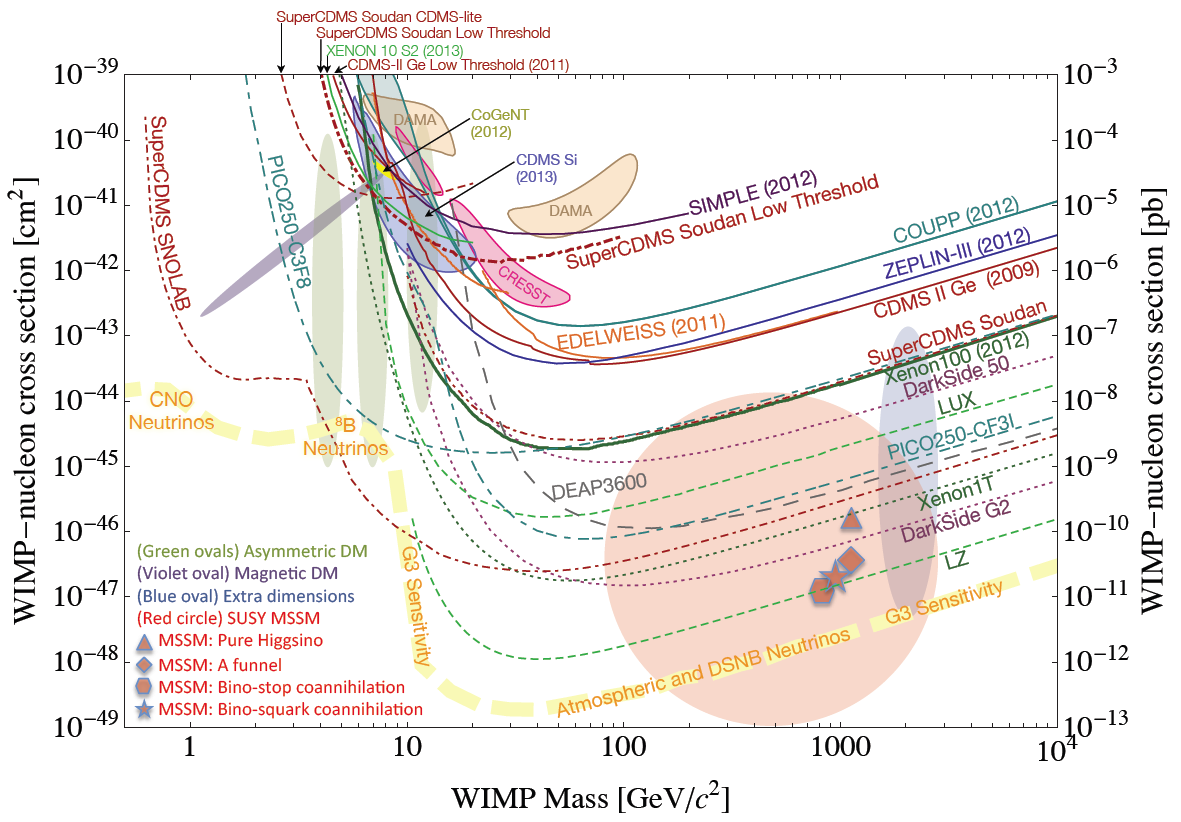 SuperCDMS Soudan CDMS-lite
SuperCDMS Soudan Low Threshold
XENON 10 S2 (2013)
CDMS-II Ge Low Threshold (2011)
10−39
10−40
10−41
10−42
10−43
10−44
10−45
10−46
10−47
10−48
10−49
WIMP−nucleon cross section [cm2]
10−3
10−4
10−5
10−6
10−7
10−8
10−9
10−10
10−11
10−12
10−13
WIMP−nucleon cross section [pb]
SuperCDMS SNOLAB
PICO250-C3F8
DAMA
CoGeNT
(2012)
CDMS Si
(2013)
DAMA
CRESST
SIMPLE (2012)
SuperCDMS Soudan Low Threshold
COUPP (2012)
ZEPLIN-III (2012)
CDMS II Ge (2009)
EDELWEISS (2011)
SuperCDMS Soudan
Xenon100 (2012)
DarkSide 50
LUX
PICO250-CF3I
DEAP3600
Xenon1T
DarkSide G2
LZ
CNO
Neutrinos
8B
Neutrinos
G3 Sensitivity
Atmospheric and DSNB Neutrinos
G3 Sensitivity
(Green ovals) Asymmetric DM
(Violet oval) Magnetic DM
(Blue oval) Extra dimensions
(Red circle) SUSY MSSM
MSSM: Pure Higgsino
MSSM: A funnel
MSSM: Bino-stop coannihilation
MSSM: Bino-squark coannihilation
1
10
100
1000
104
WIMP Mass [GeV/c2]